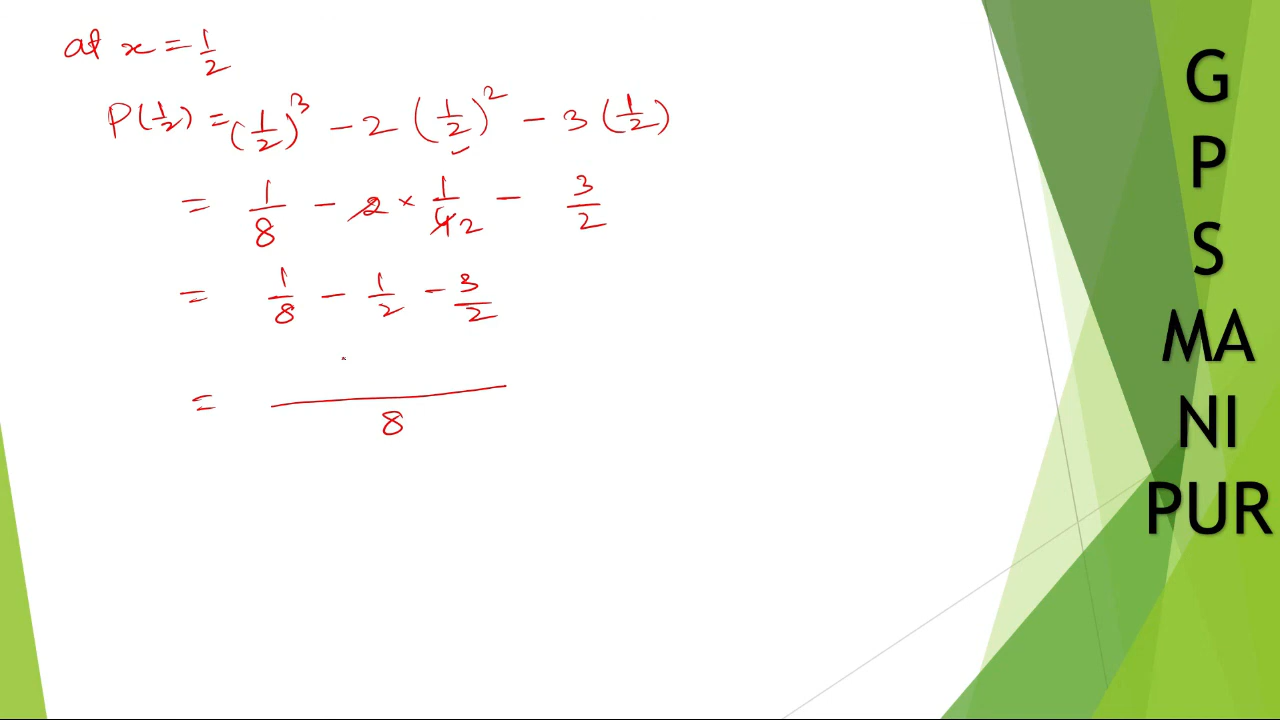 at x = 1/2
P(1/2) = (1/2)³ - 2 (1/2)² - 3 (1/2)
= 1/8 - 2 × 1/4 2 - 3/2
= 1/8 - 1/2 - 3/2
= /8
G
P
S
MA
NI
PUR